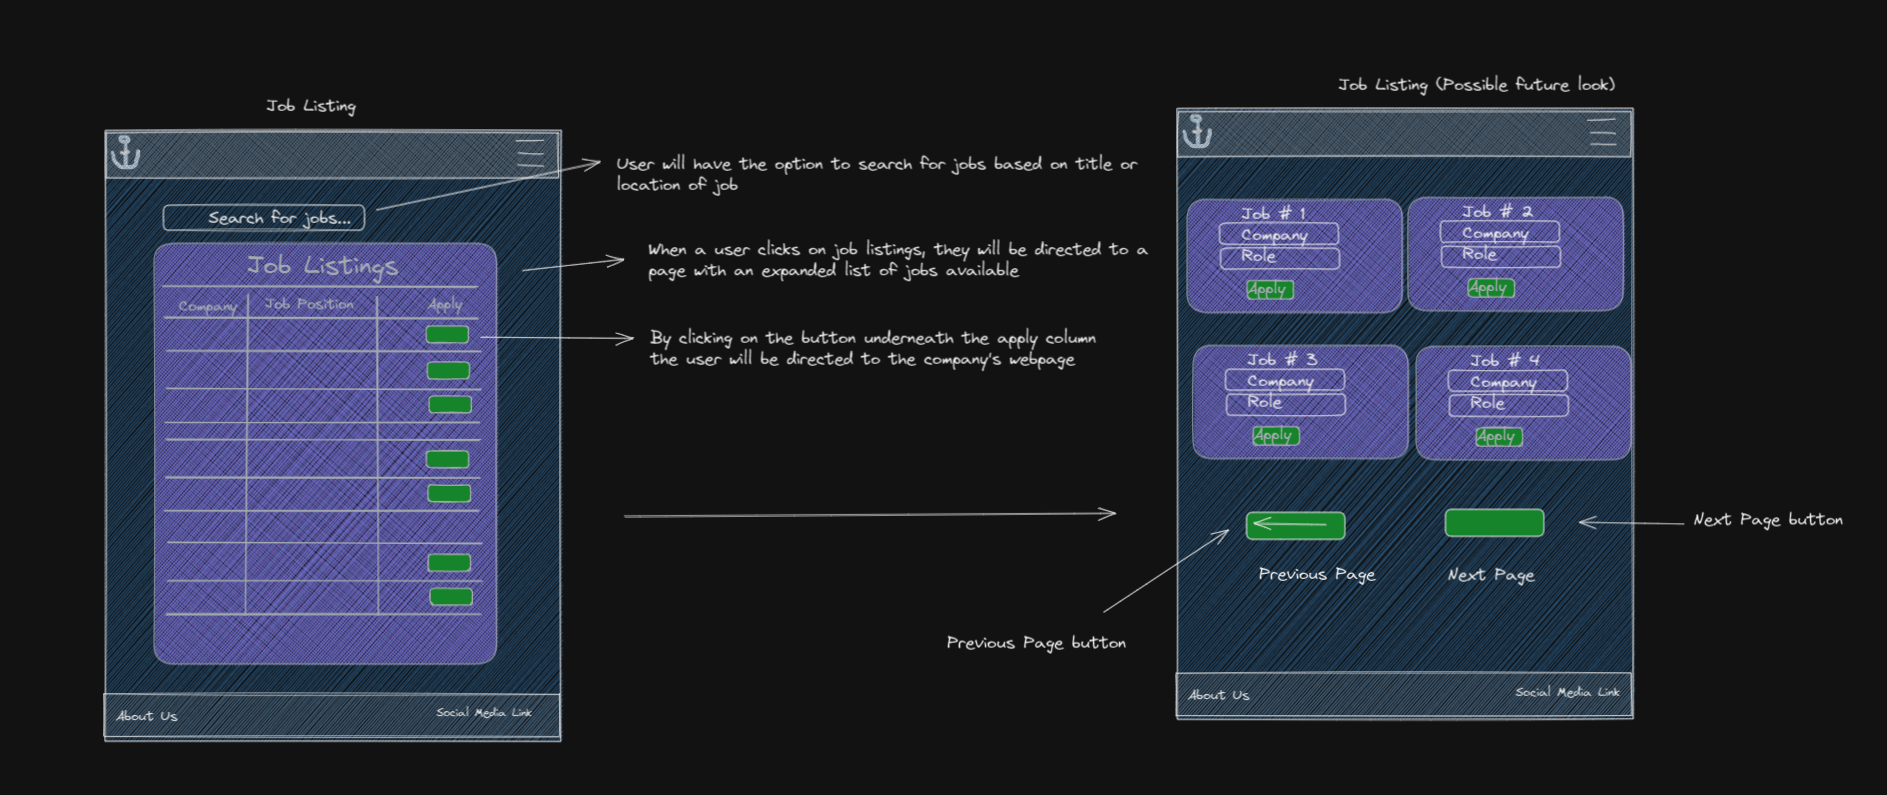 Job Listing
Search for jobs...
Job Listings
Company
Job Position
Apply
About Us
Social Media Link
User will have the option to search for jobs based on title or
location of job
When a user clicks on job listings, they will be directed to a
page with an expanded list of jobs available
By clicking on the button underneath the apply column
the user will be directed to the company's webpage
Job Listing (Possible future look)
Job # 1
Company
Role
Apply
Job # 2
Company
Role
Apply
Job # 3
Company
Role
Apply
Job # 4
Company
Role
Apply
Previous Page
Next Page
Next Page button
Previous Page button
About Us
Social Media Link